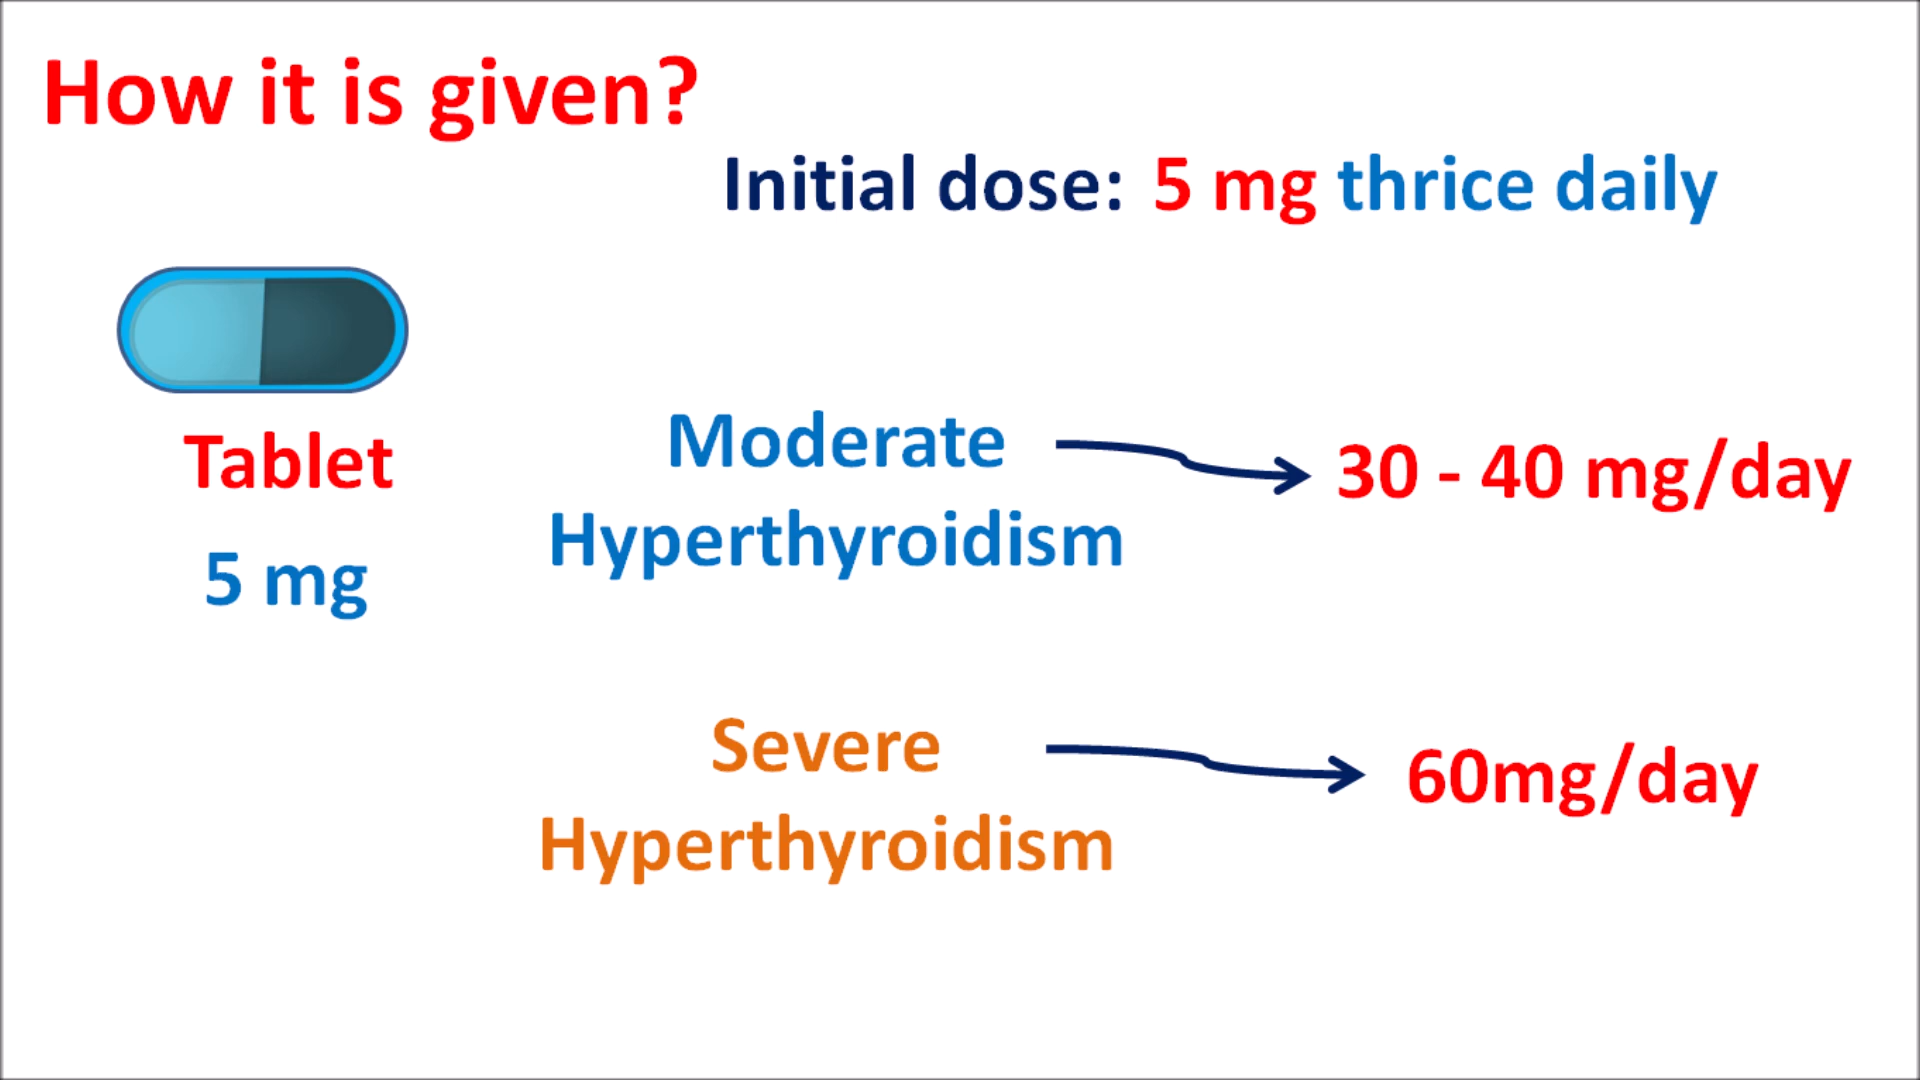 How it is given?
Initial dose: 5 mg thrice daily
Tablet
5 mg
Moderate
Hyperthyroidism
30 - 40 mg/day
Severe
Hyperthyroidism
60mg/day